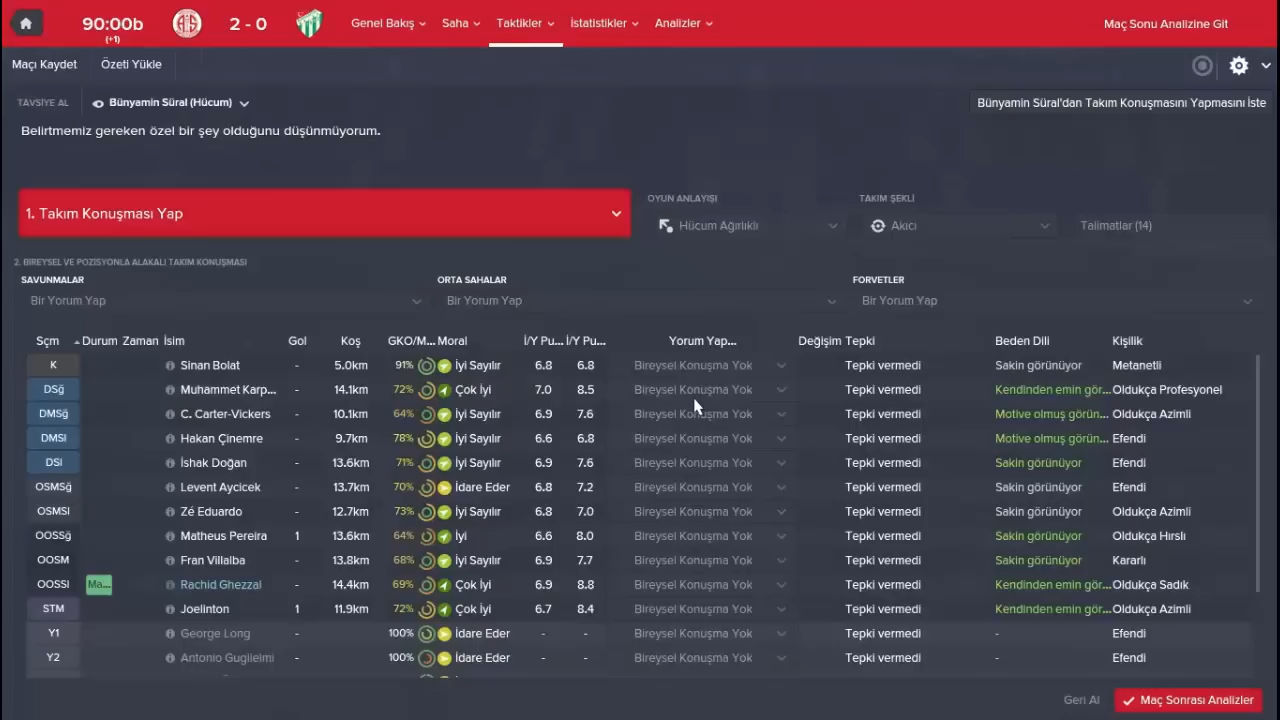 90:00b (+1) 2 - 0 Genel Bakış Saha Taktikler İstatistikler Analizler Maç Sonu Analizine Git
Maçı Kaydet Özeti Yükle
TAVSİYE AL Bünyamin Süral (Hücum) Bünyamin Süral'dan Takım Konuşmasını Yapmasını İste
Belirtmemiz gereken özel bir şey olduğunu düşünmüyorum.
OYUN ANLAYIŞI TAKIM ŞEKLİ
1. Takım Konuşması Yap Hücum Ağırlıklı Akıcı Talimatlar (14)
2. BİREYSEL VE POZİSYONLA ALAKALI TAKIM KONUŞMASI
SAVUNMALAR ORTA SAHALAR FORVETLER
Bir Yorum Yap Bir Yorum Yap Bir Yorum Yap
Sçm Durum Zaman İsim Gol Koş GKO/M... Moral İ/Y Pu... İ/Y Pu... Yorum Yap... Değişim Tepki Beden Dili Kişilik
K Sinan Bolat - 5.0km 91% İyi Sayılır 6.8 6.8 Bireysel Konuşma Yok Tepki vermedi Sakin görünüyor Metanetli
DSğ Muhammet Karp... - 14.1km 72% Çok İyi 7.0 8.5 Bireysel Konuşma Yok Tepki vermedi Kendinden emin gör... Oldukça Profesyonel
DMSğ C. Carter-Vickers - 10.1km 64% İyi Sayılır 6.9 7.6 Bireysel Konuşma Yok Tepki vermedi Motive olmuş görün... Oldukça Azimli
DMSl Hakan Çinemre - 9.7km 78% İyi Sayılır 6.6 6.8 Bireysel Konuşma Yok Tepki vermedi Motive olmuş görün... Efendi
DSl İshak Doğan - 13.6km 71% İyi Sayılır 6.9 7.6 Bireysel Konuşma Yok Tepki vermedi Sakin görünüyor Efendi
OSMSğ Levent Aycicek - 13.7km 70% İdare Eder 6.8 7.2 Bireysel Konuşma Yok Tepki vermedi Sakin görünüyor Efendi
OSMSl Zé Eduardo - 12.7km 73% İyi Sayılır 6.8 7.0 Bireysel Konuşma Yok Tepki vermedi Sakin görünüyor Oldukça Azimli
OOSSğ Matheus Pereira 1 13.6km 64% İyi 6.6 8.0 Bireysel Konuşma Yok Tepki vermedi Sakin görünüyor Oldukça Hırslı
OOSM Fran Villalba - 13.8km 68% İyi Sayılır 6.9 7.7 Bireysel Konuşma Yok Tepki vermedi Sakin görünüyor Kararlı
OOSSl Ma... Rachid Ghezzal - 14.4km 69% Çok İyi 6.9 8.8 Bireysel Konuşma Yok Tepki vermedi Kendinden emin gör... Oldukça Sadık
STM Joelinton 1 11.9km 72% Çok İyi 6.7 8.4 Bireysel Konuşma Yok Tepki vermedi Kendinden emin gör... Oldukça Azimli
Y1 George Long - 100% İdare Eder - - Bireysel Konuşma Yok Tepki vermedi - Efendi
Y2 Antonio Guglielmi - 100% İdare Eder - - Bireysel Konuşma Yok Tepki vermedi - Efendi
Geri Al Maç Sonrası Analizler